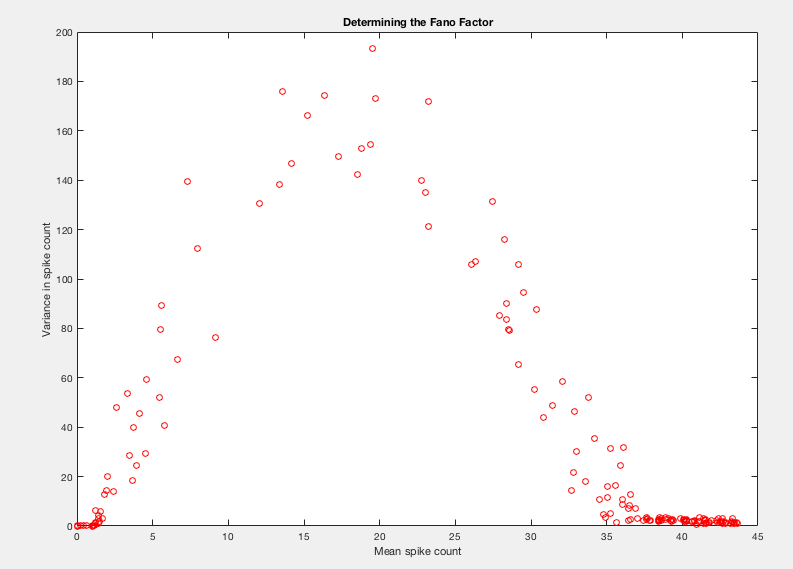 Determining the Fano Factor
200
180
160
140
120
100
80
60
40
20
0
Variance in spike count
0 5 10 15 20 25 30 35 40 45
Mean spike count